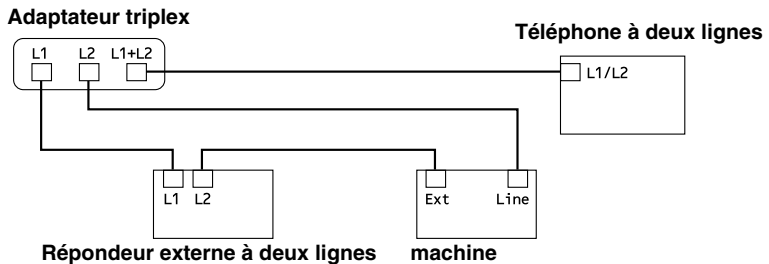 Adaptateur triplex
Téléphone à deux lignes
L1 L2 L1+L2
L1/L2
L1 L2
Ext Line
Répondeur externe à deux lignes
machine